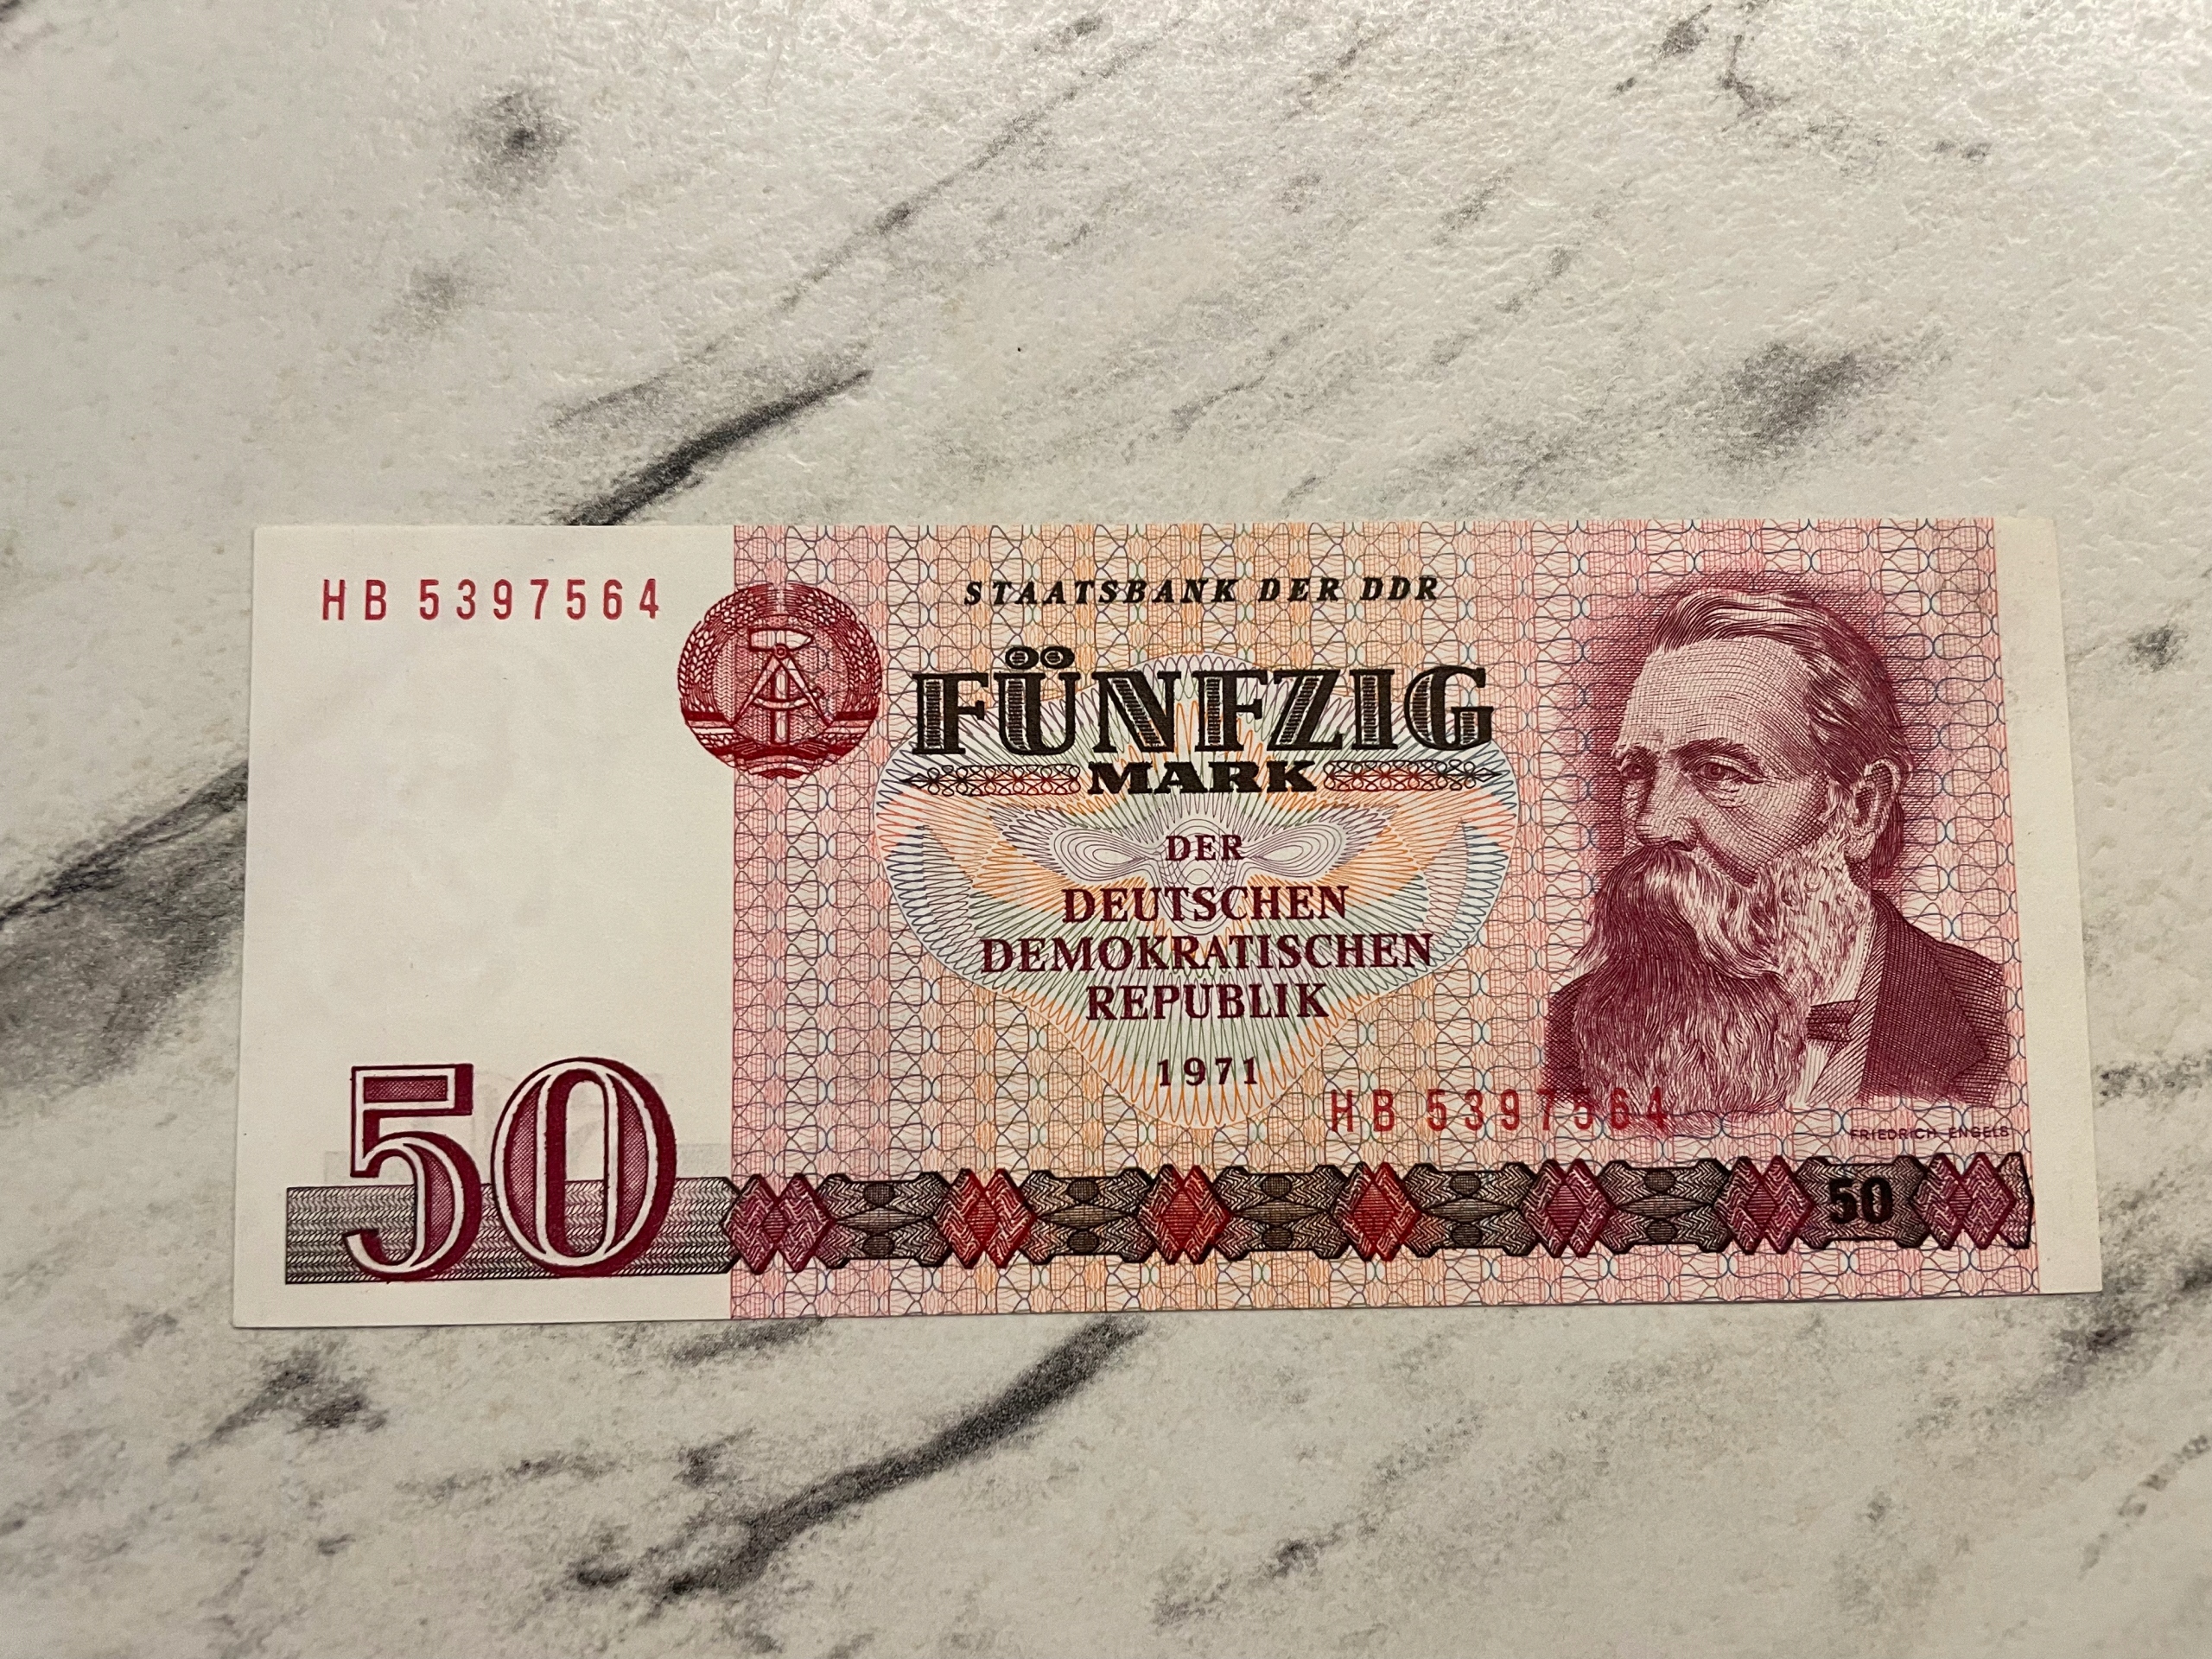 HB 5397564
STAATSBANK DER DDR
FÜNFZIG
MARK
DER
DEUTSCHEN
DEMOKRATISCHEN
REPUBLIK
1971
HB 5397564
FRIEDRICH ENGELS
50
50